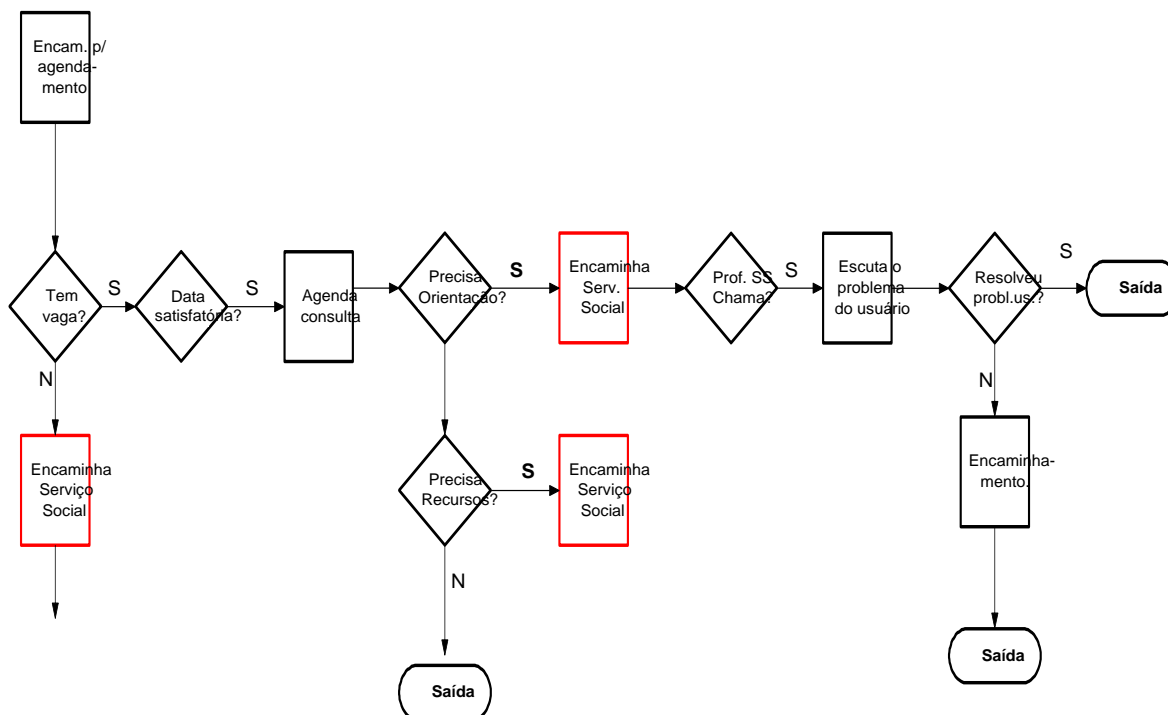 Encam. p/
agenda-
mento
Tem
vaga?
S
Data
satisfatória?
S
Agenda
consulta
Precisa
Orientação?
S
Encaminha
Serv.
Social
Prof. SS
Chama?
S
Escuta o
problema
do usuário
Resolveu
probl.us.?
S
Saída
N
Encaminha
Serviço
Social
Precisa
Recursos?
S
Encaminha
Serviço
Social
N
Saída
N
Encaminha-
mento.
Saída